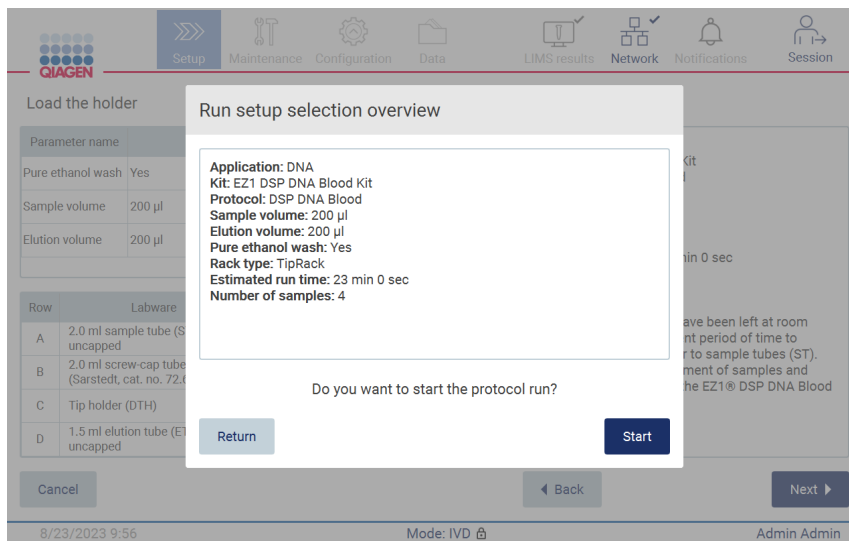 Setup
Maintenance
Configuration
Data
LIMS results
Network
Notifications
Session
QIAGEN
Load the holder
Parameter name
Pure ethanol wash Yes
Sample volume 200 µl
Elution volume 200 µl
Row Labware
A 2.0 ml sample tube (S
uncapped
B 2.0 ml screw-cap tube
(Sarstedt, cat. no. 72.6
C Tip holder (DTH)
D 1.5 ml elution tube (ET
uncapped
Run setup selection overview
Application: DNA
Kit: EZ1 DSP DNA Blood Kit
Protocol: DSP DNA Blood
Sample volume: 200 µl
Elution volume: 200 µl
Pure ethanol wash: Yes
Rack type: TipRack
Estimated run time: 23 min 0 sec
Number of samples: 4
Do you want to start the protocol run?
Return
Start
Kit
nin 0 sec
ave been left at room
nt period of time to
r to sample tubes (ST).
ment of samples and
the EZ1® DSP DNA Blood
Cancel
Back
Next
8/23/2023 9:56
Mode: IVD
Admin Admin